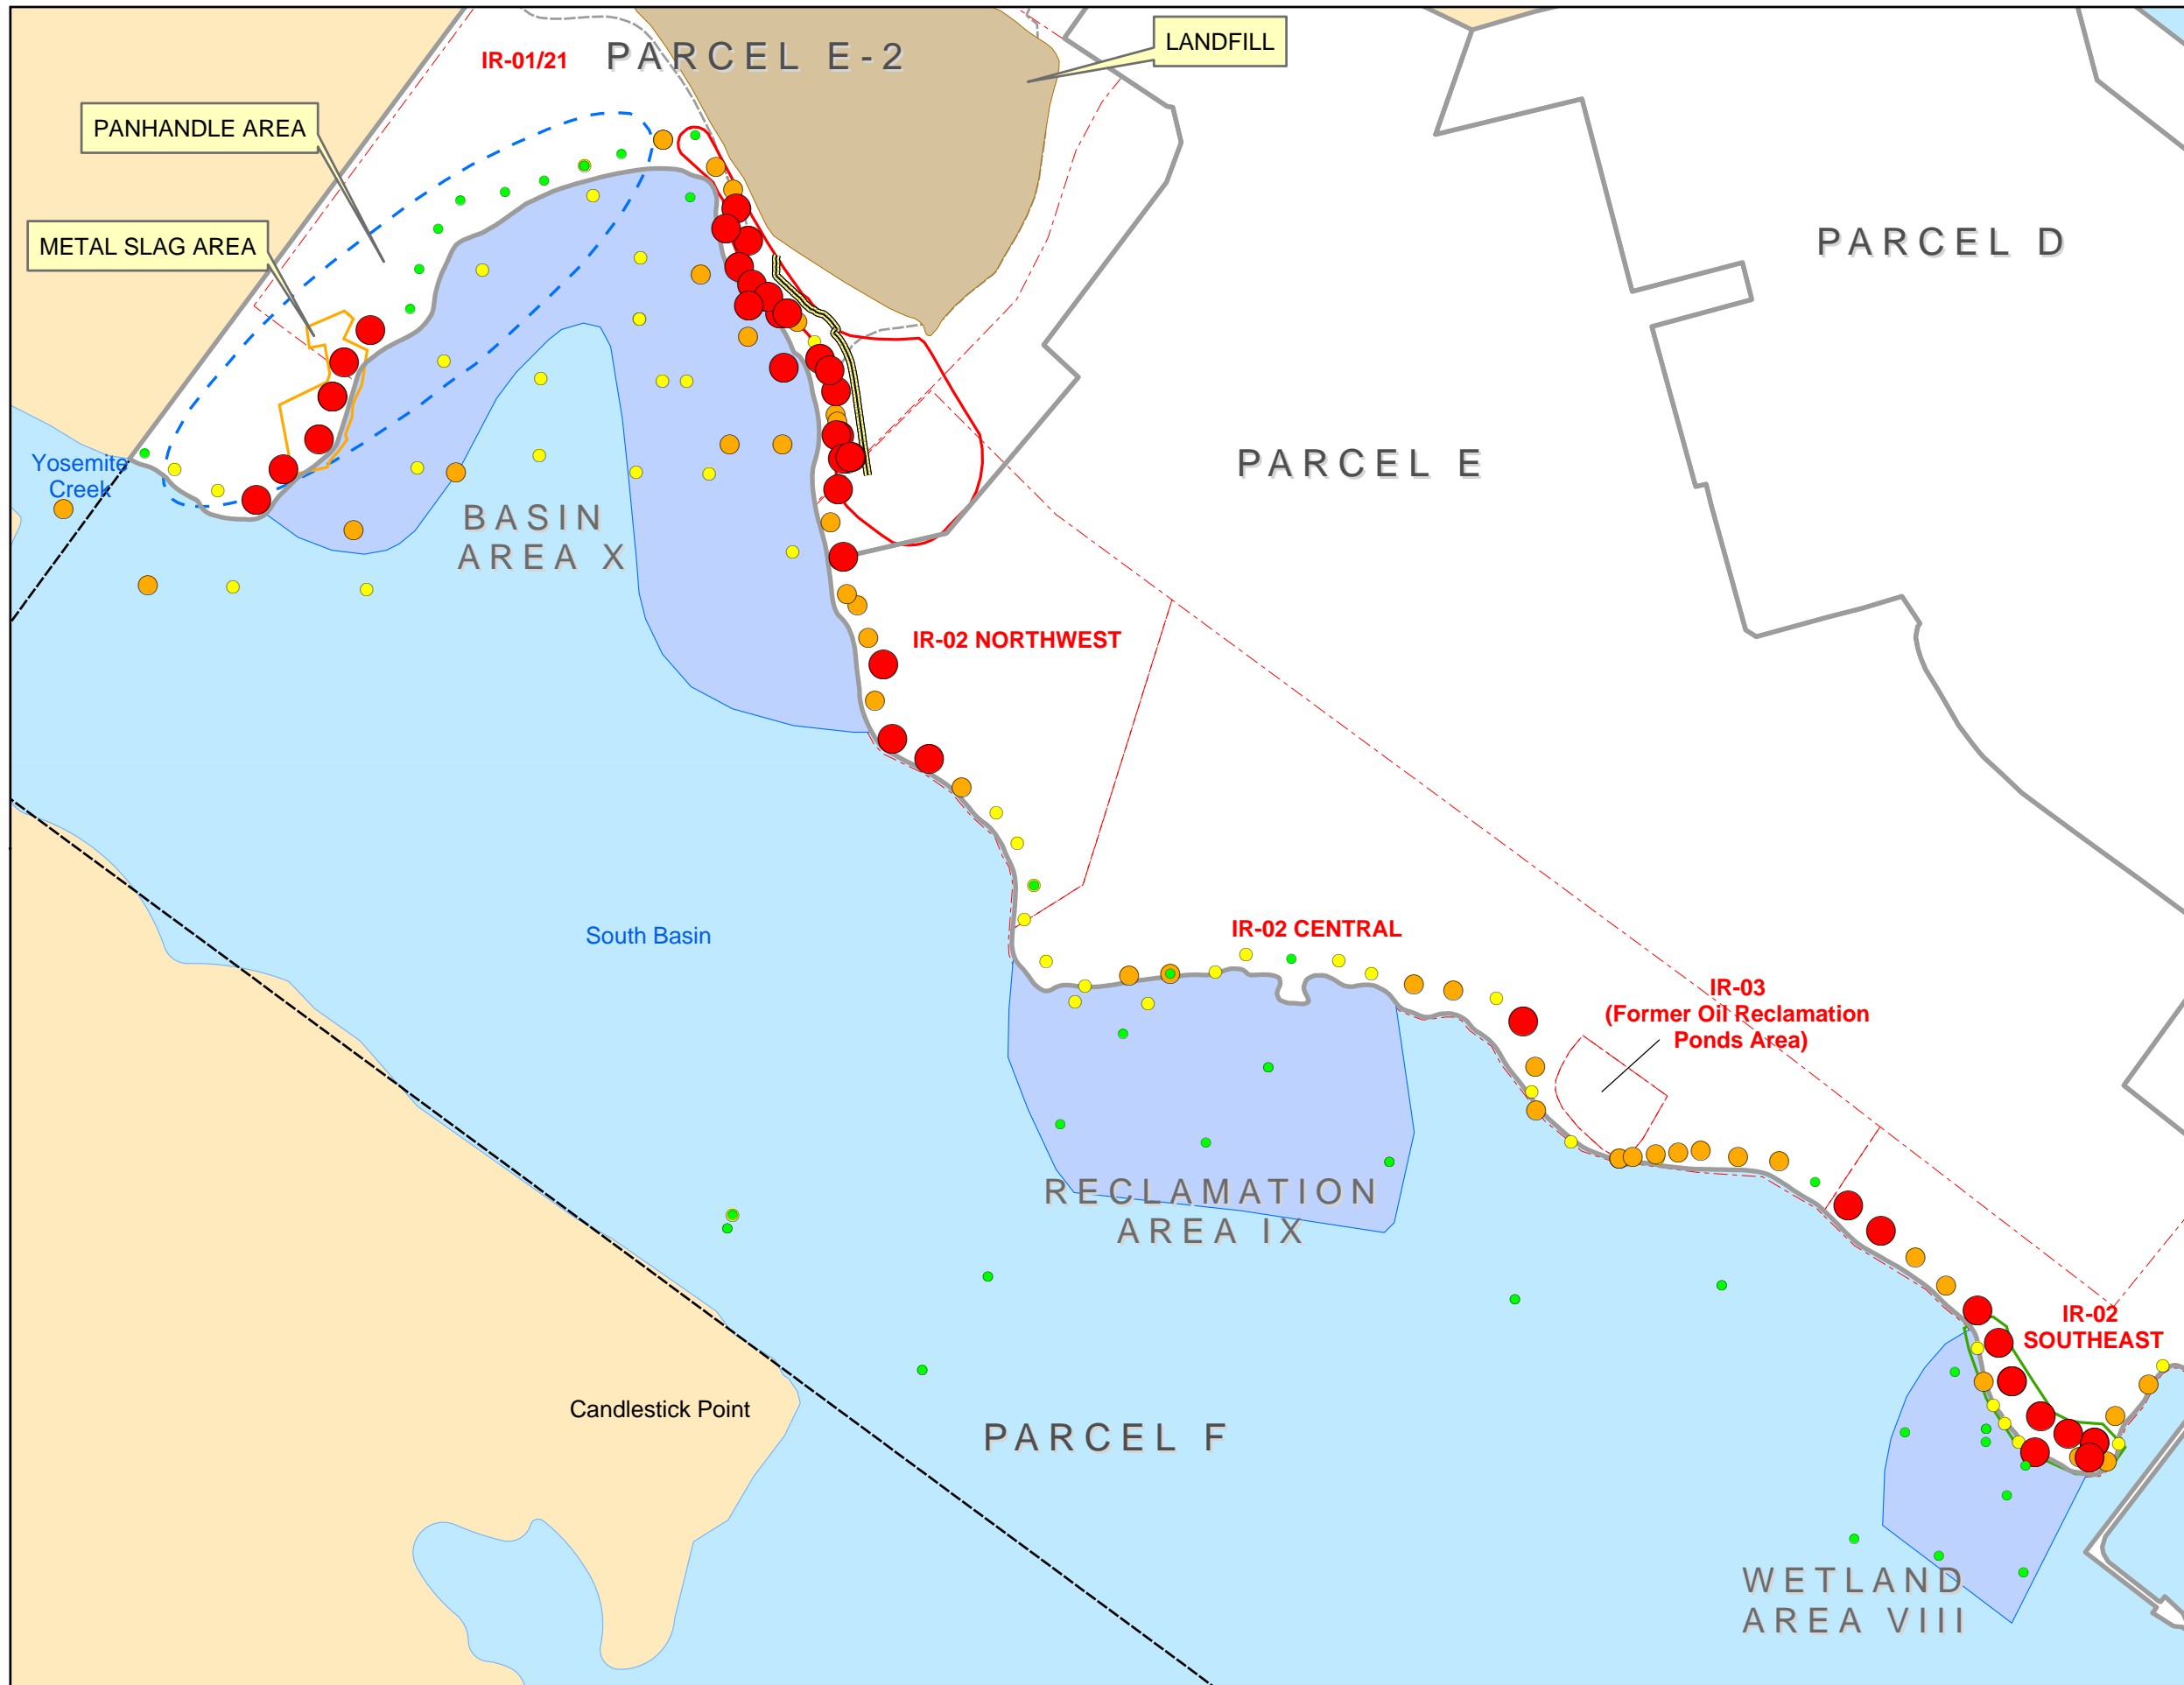 LANDFILL
IR-01/21
PARCEL E-2
PANHANDLE AREA
METAL SLAG AREA
PARCEL D
Yosemite
Creek
PARCEL E
BASIN
AREA X
IR-02 NORTHWEST
South Basin
IR-02 CENTRAL
IR-03
(Former Oil Reclamation
Ponds Area)
RECLAMATION
AREA IX
IR-02
SOUTHEAST
Candlestick Point
PARCEL F
WETLAND
AREA VIII